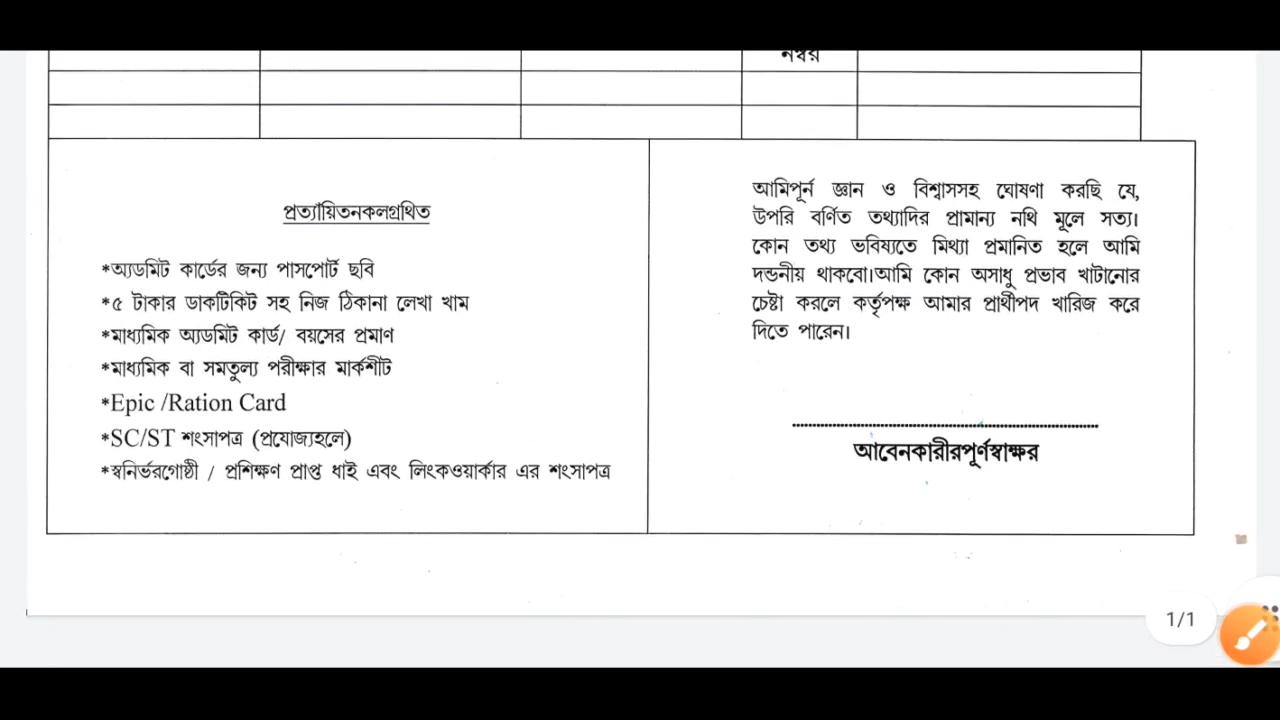 নম্বর
প্রত্যায়িতনকলগ্রথিত
*অ্যডমিট কার্ডের জন্য পাসপোর্ট ছবি
*৫ টাকার ডাকটিকিট সহ নিজ ঠিকানা লেখা খাম
*মাধ্যমিক অ্যডমিট কার্ড/ বয়সের প্রমাণ
*মাধ্যমিক বা সমতুল্য পরীক্ষার মার্কশীট
*Epic /Ration Card
*SC/ST শংসাপত্র (প্রযোজ্যহলে)
*স্বনির্ভরগোষ্ঠী / প্রশিক্ষণ প্রাপ্ত ধাই এবং লিংকওয়ার্কার এর শংসাপত্র
আমিপূর্ন জ্ঞান ও বিশ্বাসসহ ঘোষণা করছি যে,
উপরি বর্ণিত তথ্যাদির প্রামান্য নথি মূলে সত্য।
কোন তথ্য ভবিষ্যতে মিথ্যা প্রমানিত হলে আমি
দন্ডনীয় থাকবো।আমি কোন অসাধু প্রভাব খাটানোর
চেষ্টা করলে কর্তৃপক্ষ আমার প্রার্থীপদ খারিজ করে
দিতে পারেন।
আবেনকারীরপূর্ণস্বাক্ষর
1/1